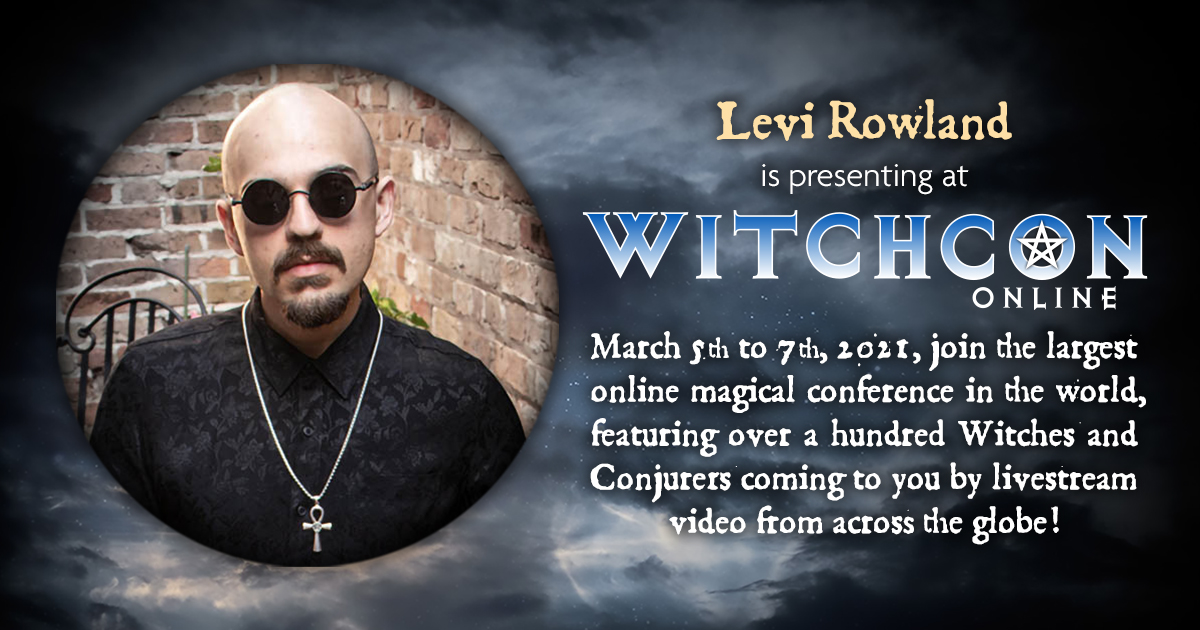 Levi Rowland
is presenting at
WITCHCON
ONLINE
March 5th to 7th, 2021, join the largest
online magical conference in the world,
featuring over a hundred Witches and
Conjurers coming to you by livestream
video from across the globe!